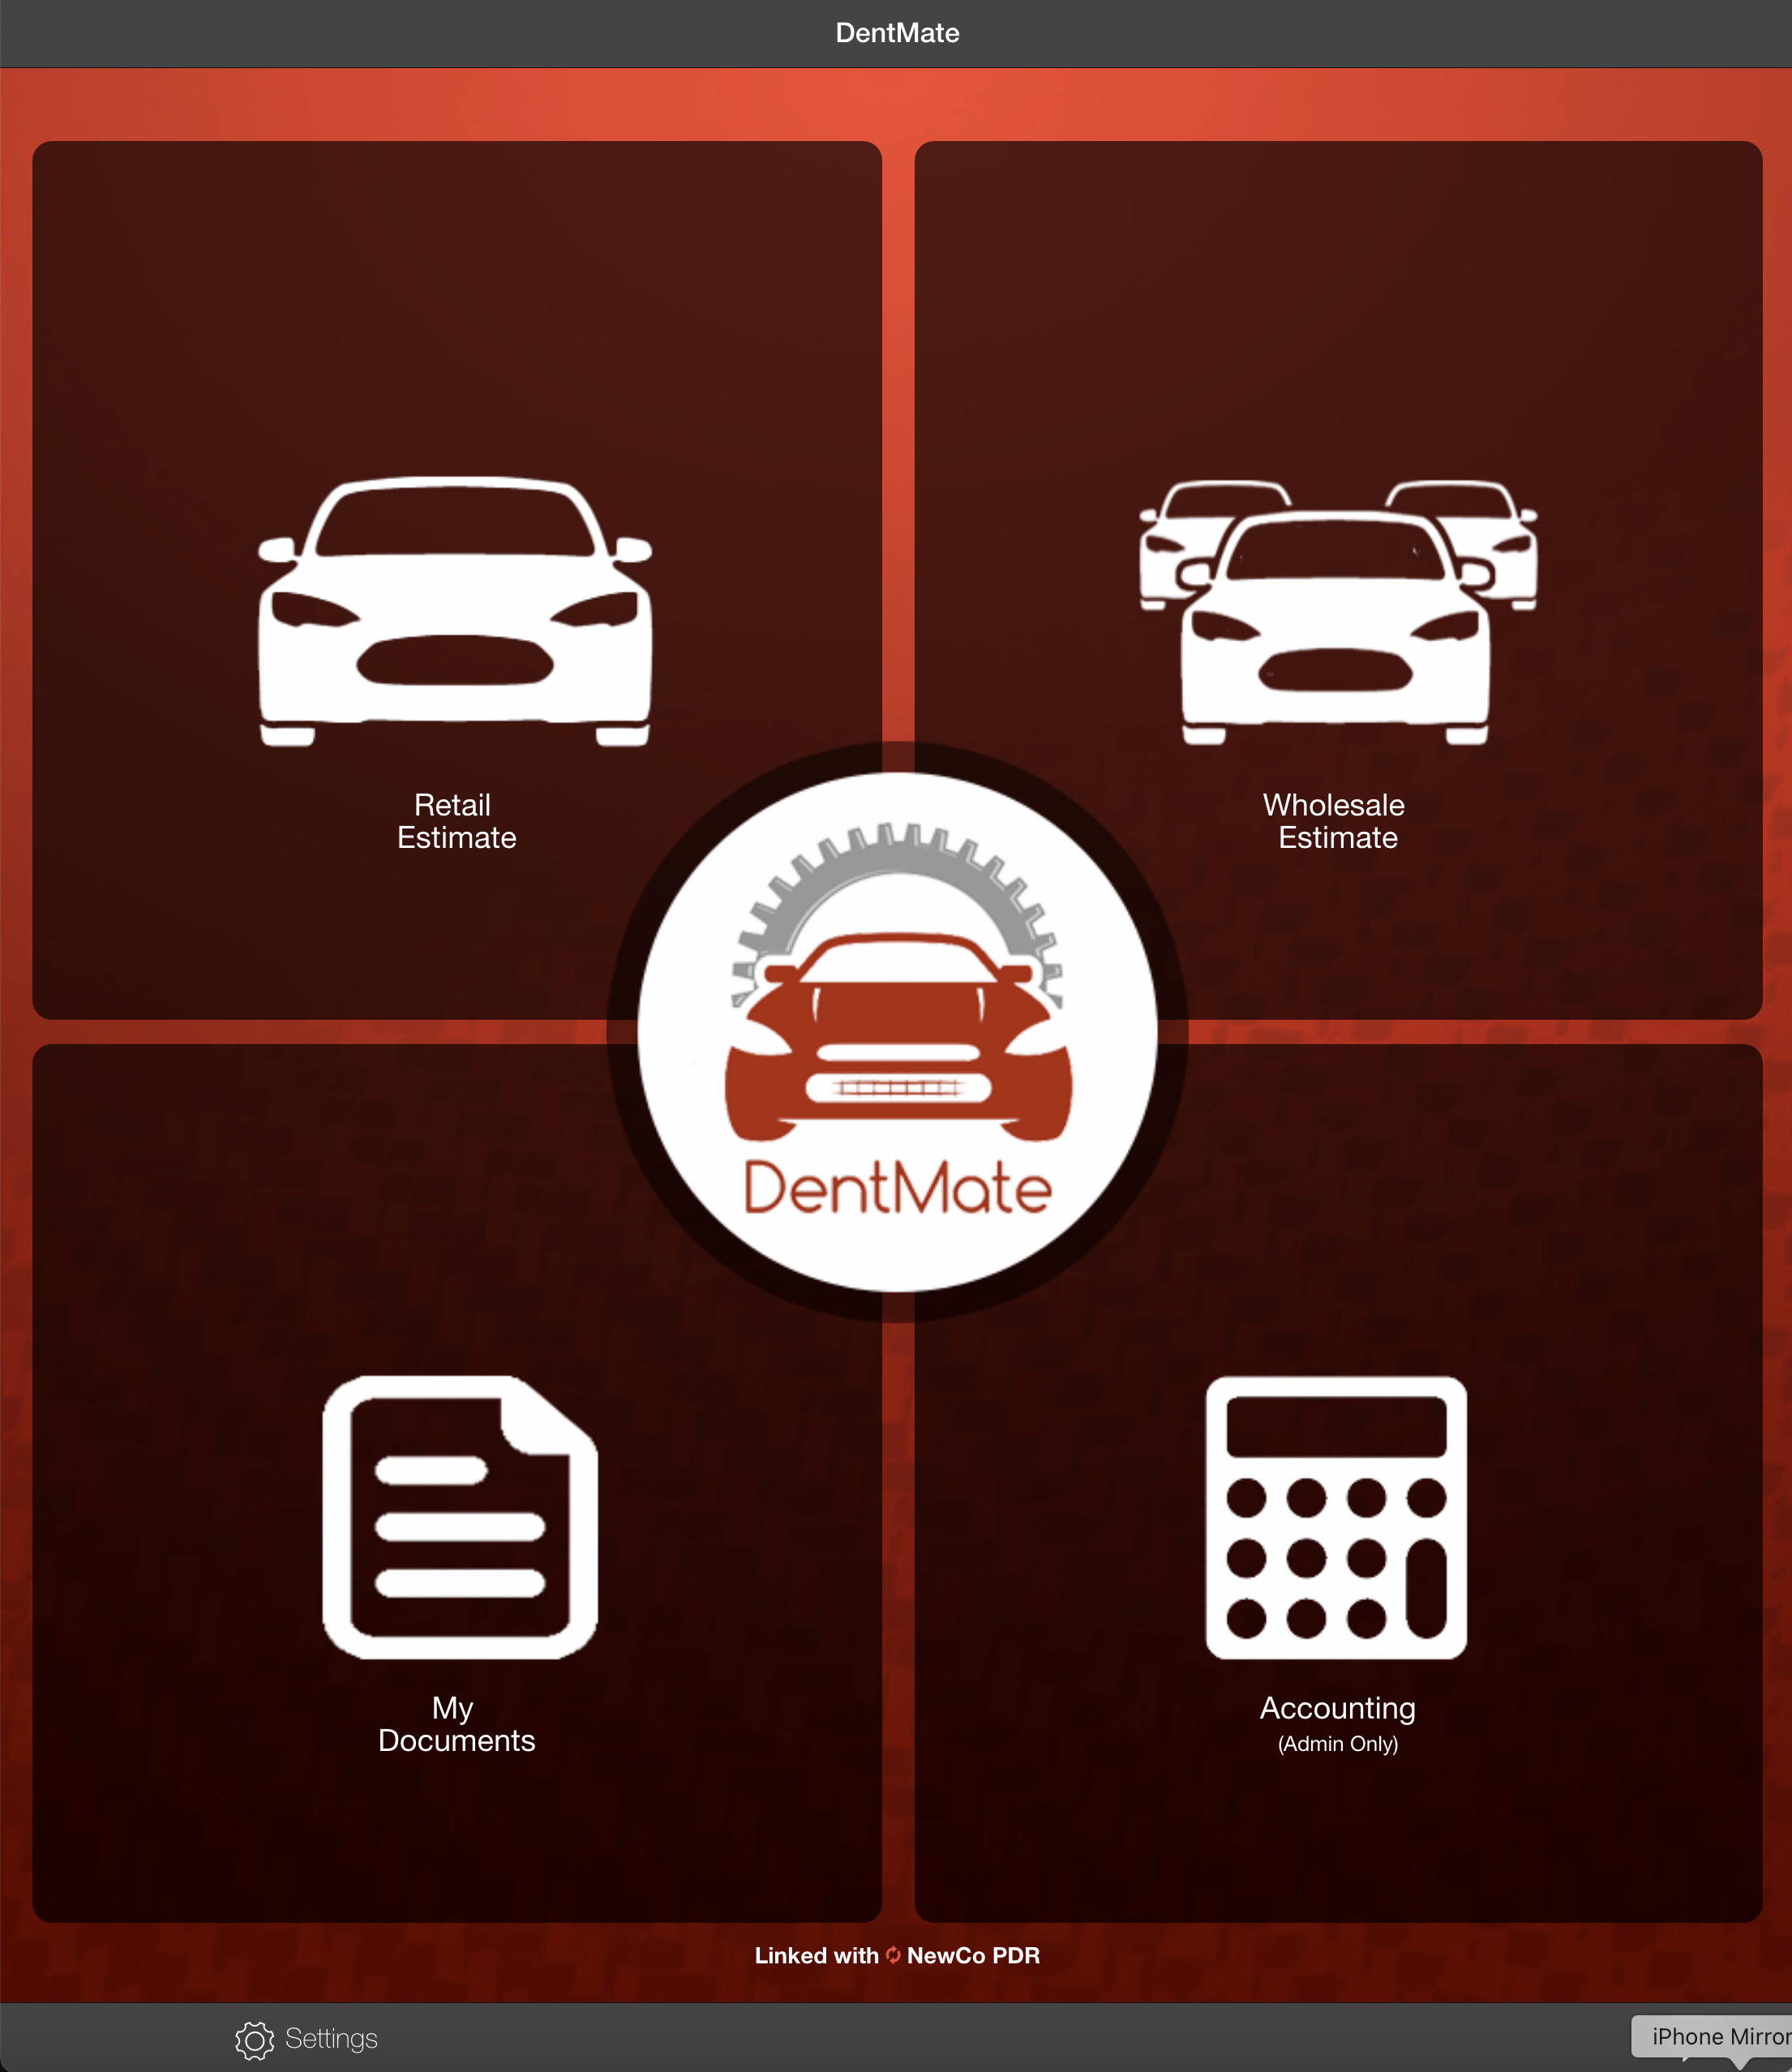 DentMate
Retail
Estimate
Wholesale
Estimate
DentMate
My
Documents
Accounting
(Admin Only)
Linked with NewCo PDR
Settings
iPhone Mirror